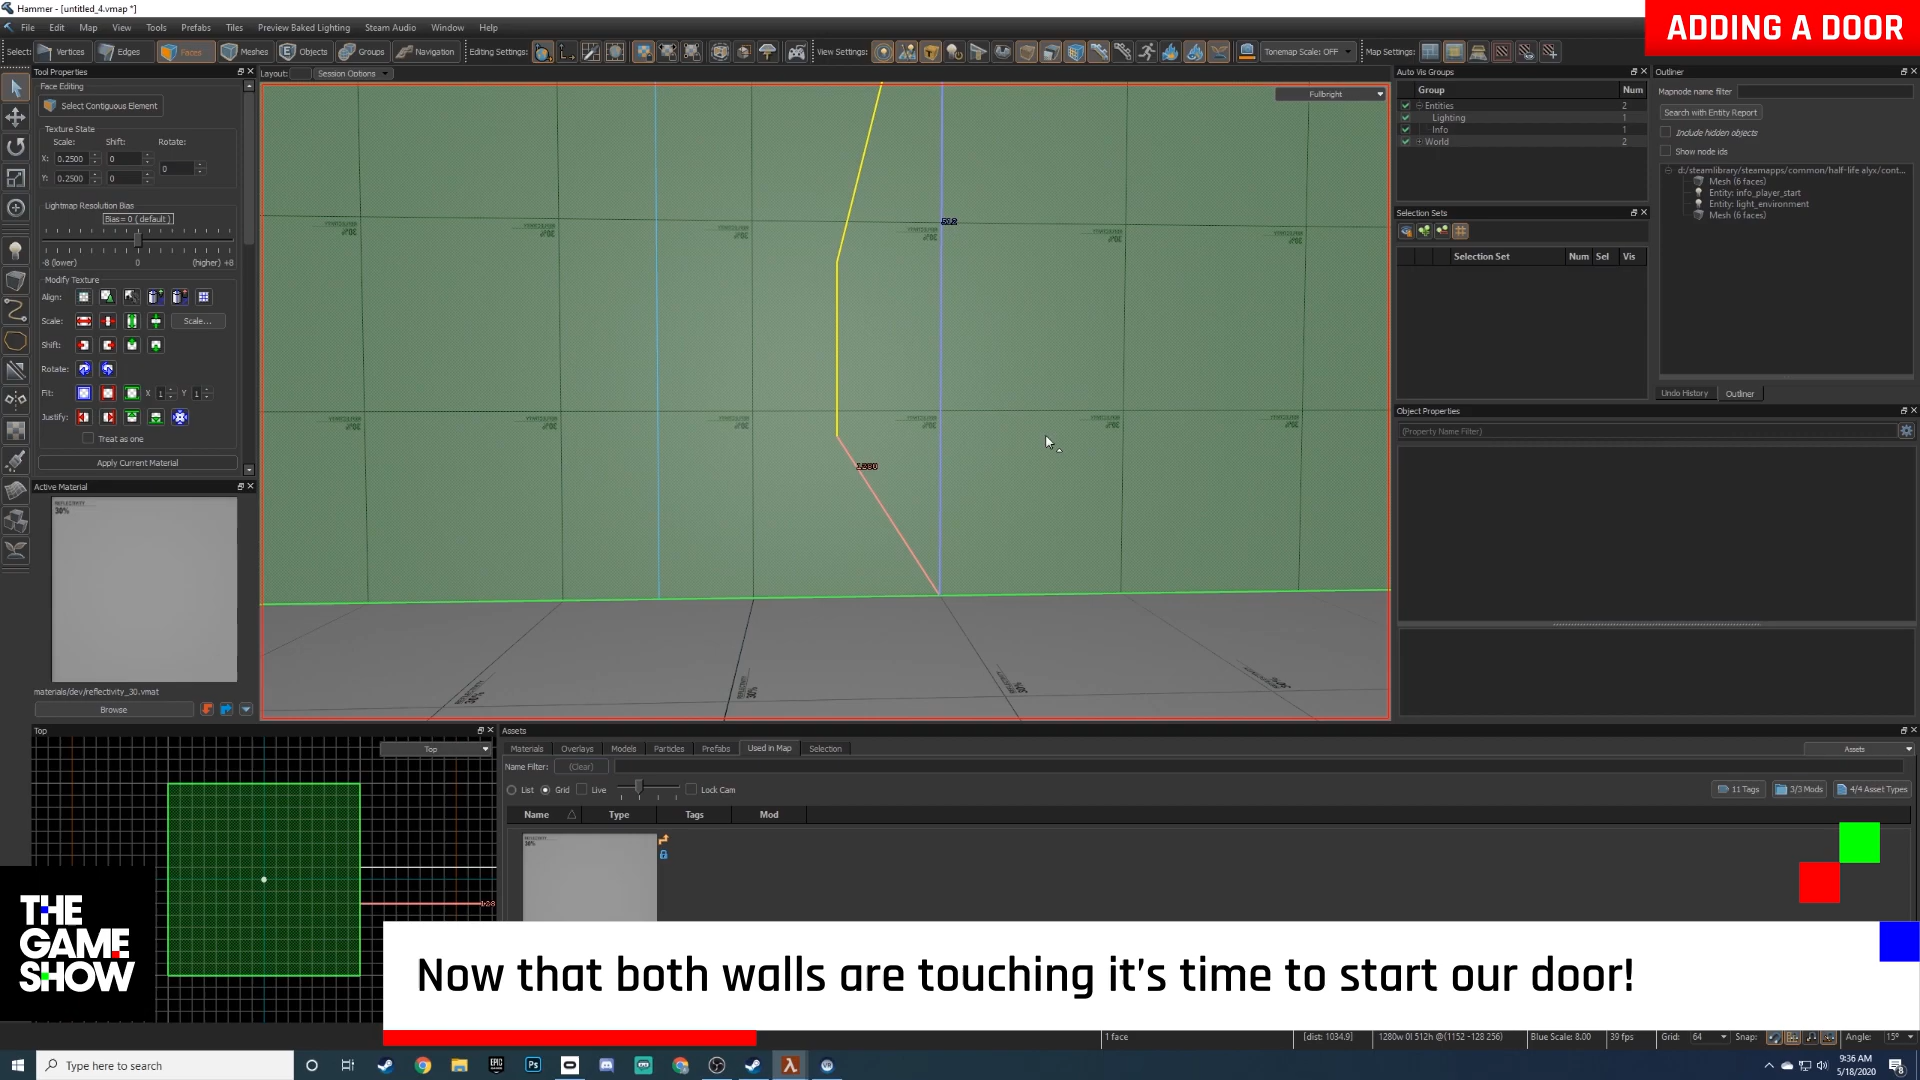 Hammer - [untitled_4.vmap *]
ADDING A DOOR
File Edit Map View Tools Prefabs Tiles Preview Baked Lighting Steam Audio Window Help
Select: Vertices Edges Faces Meshes Objects Groups Navigation Editing Settings: View Settings: Tonemap Scale: OFF Map Settings:
Tool Properties
Layout: Session Options
Auto Vis Groups
Outliner
Face Editing
Select Contiguous Element
Texture State
Scale: Shift: Rotate:
X: 0.2500 0 0
Y: 0.2500 0
Lightmap Resolution Bias
Bias= 0 ( default )
-8 (lower) 0 (higher) +8
Modify Texture
Align:
Scale: Scale...
Shift:
Rotate:
Fit: X 1 Y 1
Justify:
Treat as one
Apply Current Material
Fullbright
512
1280
Group Num
Entities 2
Lighting 1
Info 1
World 2
Mapnode name filter
Search with Entity Report
Include hidden objects
Show node ids
d:/steamlibrary/steamapps/common/half-life alyx/cont...
Mesh (6 faces)
Entity: info_player_start
Entity: light_environment
Mesh (6 faces)
Selection Sets
Selection Set Num Sel Vis
Undo History Outliner
Object Properties
(Property Name Filter)
Active Material
REFLECTIVITY
30%
materials/dev/reflectivity_30.vmat
Browse
Top
Top
Assets
Materials Overlays Models Particles Prefabs Used in Map Selection
Assets
Name Filter: (Clear)
List Grid Live Lock Cam
11 Tags 3/3 Mods 4/4 Asset Types
Name Type Tags Mod
30%
THE
GAME
SHOW
Now that both walls are touching it's time to start our door!
1 face [dist: 1034.9] 1280w 0l 512h @(1152 -128 256) Blue Scale: 8.00 39 fps Grid: 64 Snap: Angle: 15°
Type here to search
9:36 AM
5/18/2020